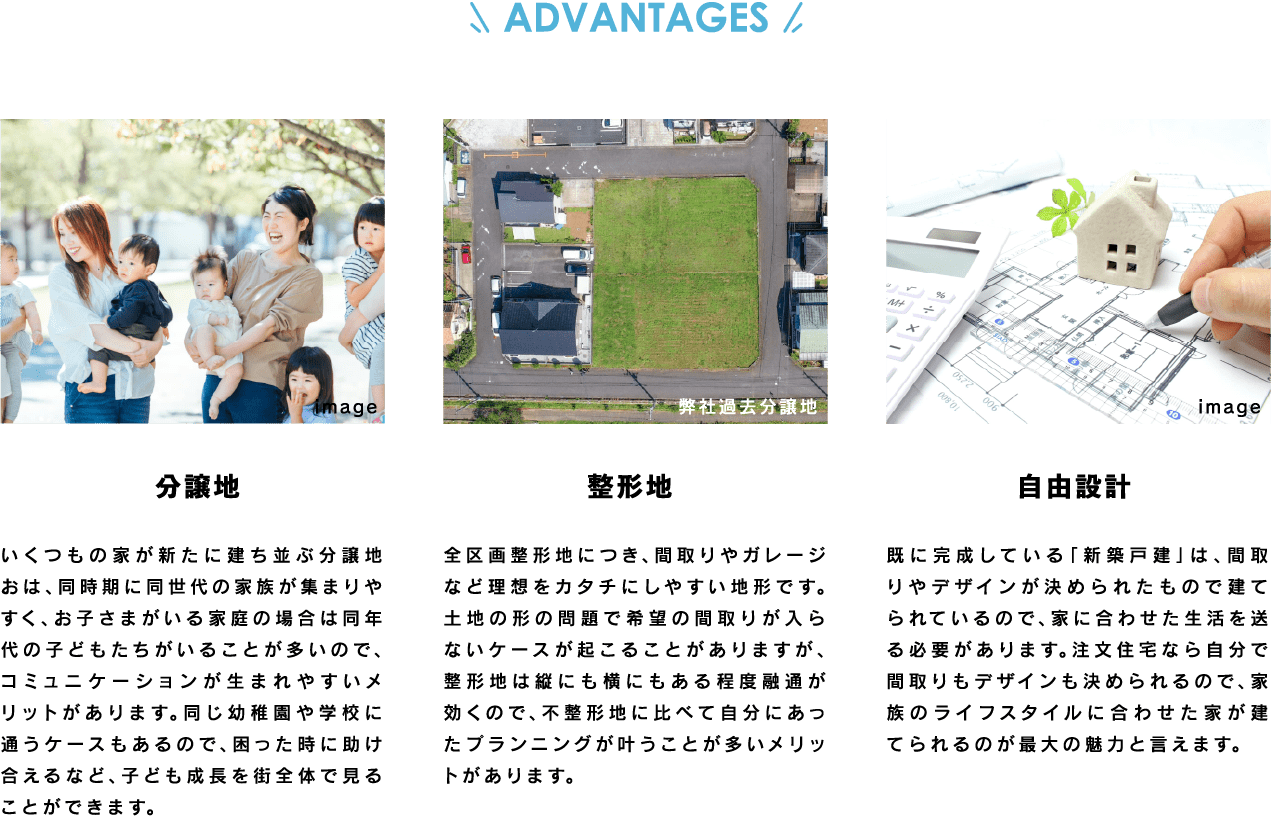 ADVANTAGES
image
弊社過去分譲地
image
分譲地
いくつもの家が新たに建ち並ぶ分譲地
おは、同時期に同世代の家族が集まりや
すく、お子さまがいる家庭の場合は同年
代の子どもたちがいることが多いので、
コミュニケーションが生まれやすいメ
リットがあります。同じ幼稚園や学校に
通うケースもあるので、困った時に助け
合えるなど、子ども成長を街全体で見る
ことができます。
整形地
全区画整形地につき、間取りやガレージ
など理想をカタチにしやすい地形です。
土地の形の問題で希望の間取りが入ら
ないケースが起こることがありますが、
整形地は縦にも横にもある程度融通が
効くので、不整形地に比べて自分にあっ
たプランニングが叶うことが多いメリッ
トがあります。
自由設計
既に完成している「新築戸建」は、間取
りやデザインが決められたもので建て
られているので、家に合わせた生活を送
る必要があります。注文住宅なら自分で
間取りもデザインも決められるので、家
族のライフスタイルに合わせた家が建
てられるのが最大の魅力と言えます。